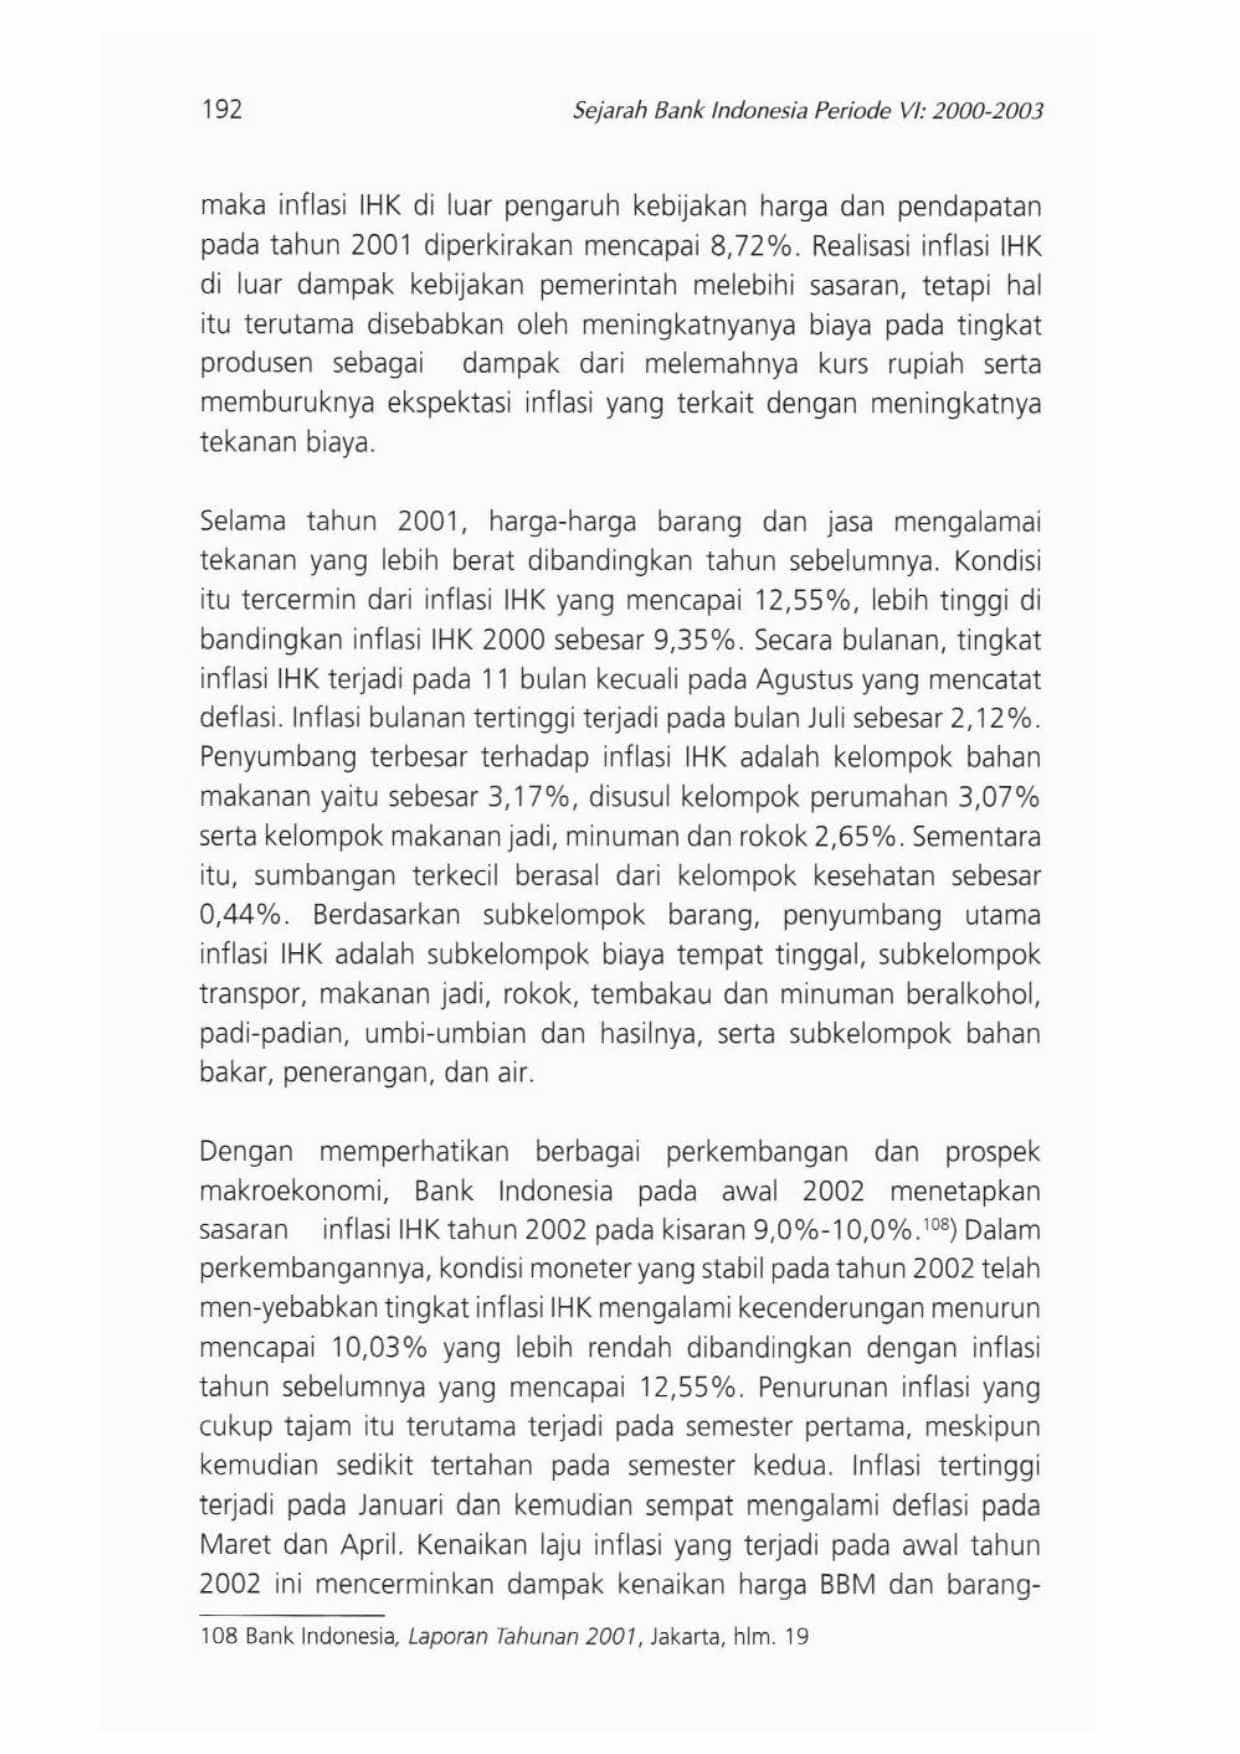 192
Sejarah Bank Indonesia Periode VI: 2000-2003
maka inflasi IHK di luar pengaruh kebijakan harga dan pendapatan
pada tahun 2001 diperkirakan mencapai 8,72%. Realisasi inflasi IHK
di luar dampak kebijakan pemerintah melebihi sasaran, tetapi hal
itu terutama disebabkan oleh meningkatnyanya biaya pada tingkat
produsen sebagai dampak dari melemahnya kurs rupiah serta
memburuknya ekspektasi inflasi yang terkait dengan meningkatnya
tekanan biaya.
Selama tahun 2001, harga-harga barang dan jasa mengalamai
tekanan yang lebih berat dibandingkan tahun sebelumnya. Kondisi
itu tercermin dari inflasi IHK yang mencapai 12,55%, lebih tinggi di
bandingkan inflasi IHK 2000 sebesar 9,35%. Secara bulanan, tingkat
inflasi IHK terjadi pada 11 bulan kecuali pada Agustus yang mencatat
deflasi. Inflasi bulanan tertinggi terjadi pada bulan Juli sebesar 2,12%.
Penyumbang terbesar terhadap inflasi IHK adalah kelompok bahan
makanan yaitu sebesar 3,17%, disusul kelompok perumahan 3,07%
serta kelompok makanan jadi, minuman dan rokok 2,65%. Sementara
itu, sumbangan terkecil berasal dari kelompok kesehatan sebesar
0,44%. Berdasarkan subkelompok barang, penyumbang utama
inflasi IHK adalah subkelompok biaya tempat tinggal, subkelompok
transpor, makanan jadi, rokok, tembakau dan minuman beralkohol,
padi-padian, umbi-umbian dan hasilnya, serta subkelompok bahan
bakar, penerangan, dan air.
Dengan memperhatikan berbagai perkembangan dan prospek
makroekonomi, Bank Indonesia pada awal 2002 menetapkan
sasaran inflasi IHK tahun 2002 pada kisaran 9,0%-10,0%.¹⁰⁸) Dalam
perkembangannya, kondisi moneter yang stabil pada tahun 2002 telah
men-yebabkan tingkat inflasi IHK mengalami kecenderungan menurun
mencapai 10,03% yang lebih rendah dibandingkan dengan inflasi
tahun sebelumnya yang mencapai 12,55%. Penurunan inflasi yang
cukup tajam itu terutama terjadi pada semester pertama, meskipun
kemudian sedikit tertahan pada semester kedua. Inflasi tertinggi
terjadi pada Januari dan kemudian sempat mengalami deflasi pada
Maret dan April. Kenaikan laju inflasi yang terjadi pada awal tahun
2002 ini mencerminkan dampak kenaikan harga BBM dan barang-
108 Bank Indonesia, Laporan Tahunan 2001, Jakarta, hlm. 19